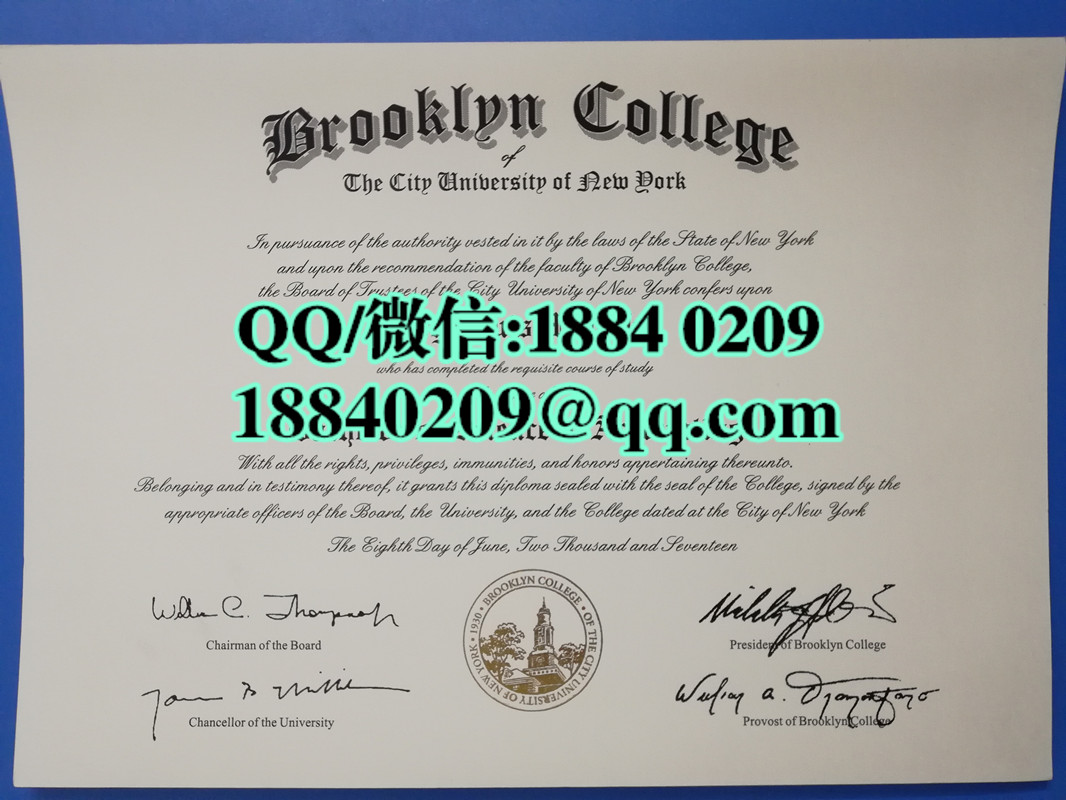 Brooklyn College
of
The City University of New York
In pursuance of the authority vested in it by the laws of the State of New York
and upon the recommendation of the faculty of Brooklyn College,
the Board of Trustees of the City University of New York confers upon
QQ/微信:1884 0209
who has completed the requisite course of study
18840209@qq.com
With all the rights, privileges, immunities, and honors appertaining thereunto.
Belonging and in testimony thereof, it grants this diploma sealed with the seal of the College, signed by the
appropriate officers of the Board, the University, and the College dated at the City of New York
The Eighth Day of June, Two Thousand and Seventeen
BROOKLYN COLLEGE • OF THE CITY UNIVERSITY OF NEW YORK • 1930 •
Chairman of the Board
President of Brooklyn College
Chancellor of the University
Provost of Brooklyn College